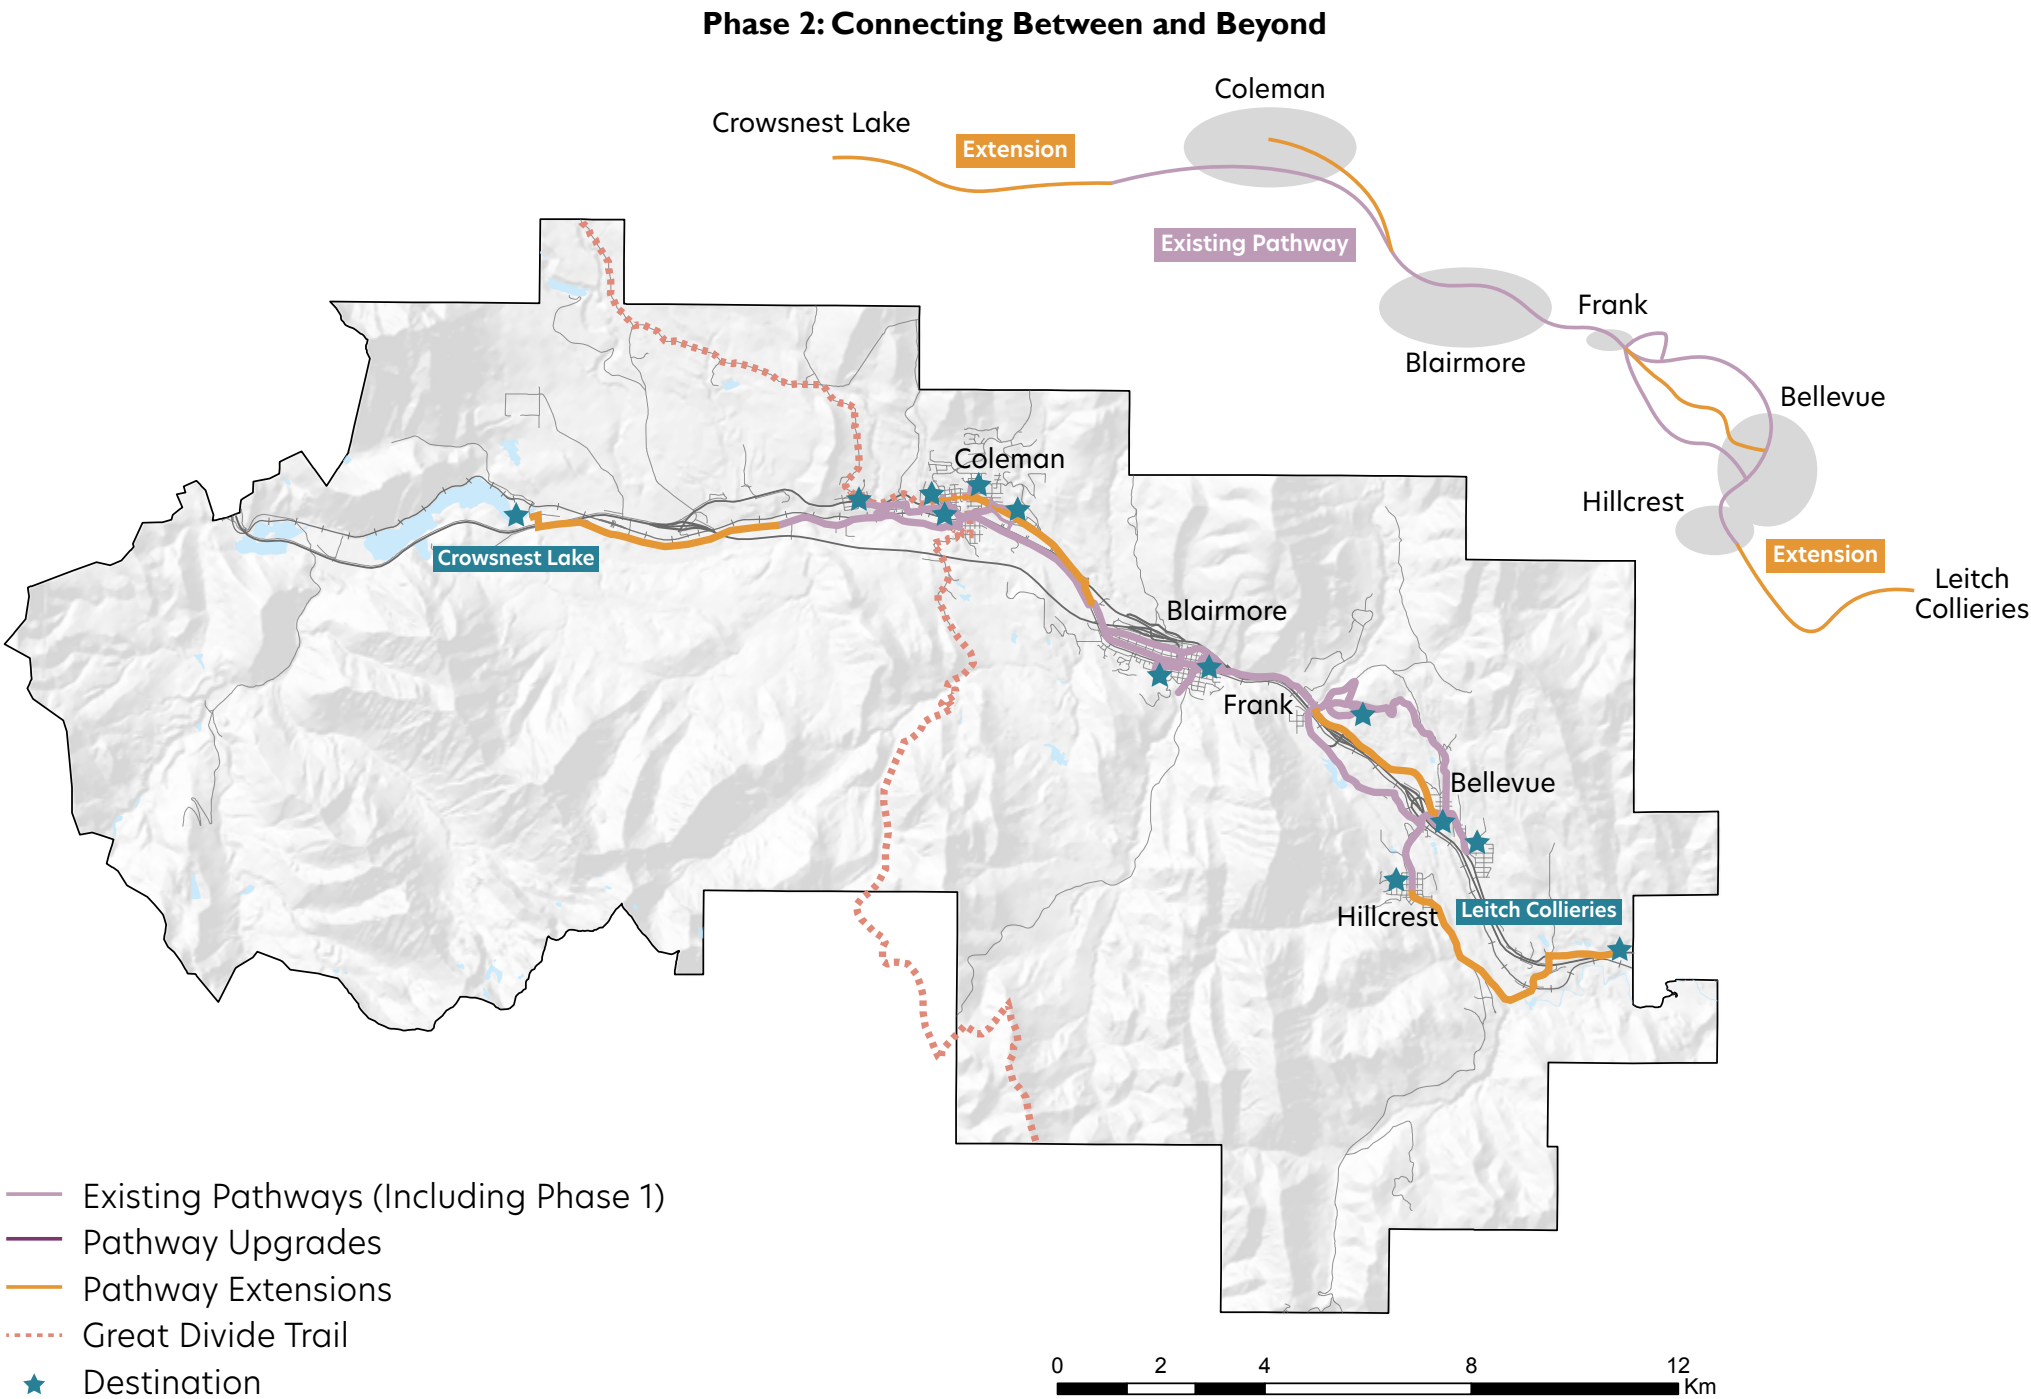 Phase 2: Connecting Between and Beyond
Coleman
Crowsnest Lake
Extension
Existing Pathway
Frank
Blairmore
Bellevue
Hillcrest
Extension
Leitch
Collieries
Coleman
Crowsnest Lake
Blairmore
Frank
Bellevue
Hillcrest
Leitch Collieries
Existing Pathways (Including Phase 1)
Pathway Upgrades
Pathway Extensions
Great Divide Trail
Destination
0 2 4 8 12
Km